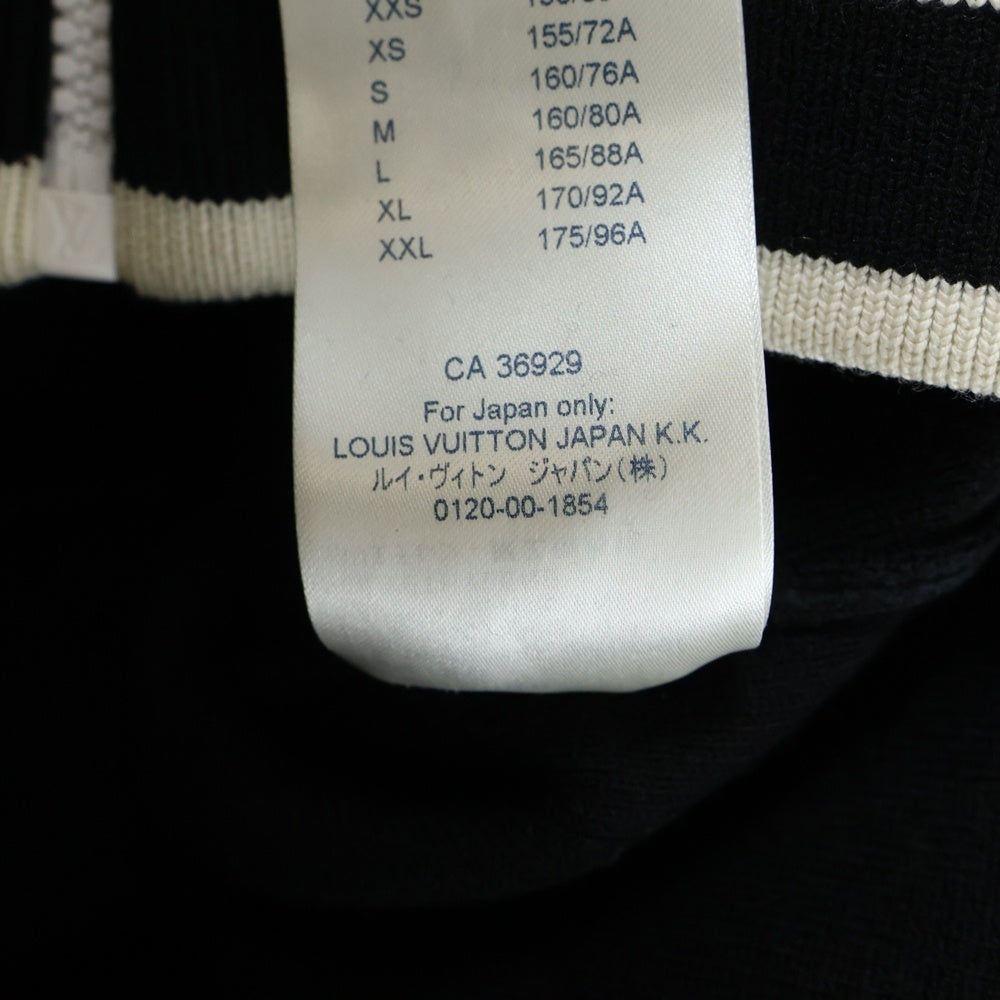 XXS
XS 155/72A
S 160/76A
M 160/80A
L 165/88A
XL 170/92A
XXL 175/96A
CA 36929
For Japan only:
LOUIS VUITTON JAPAN K.K.
ルイ・ヴィトン ジャパン(株)
0120-00-1854